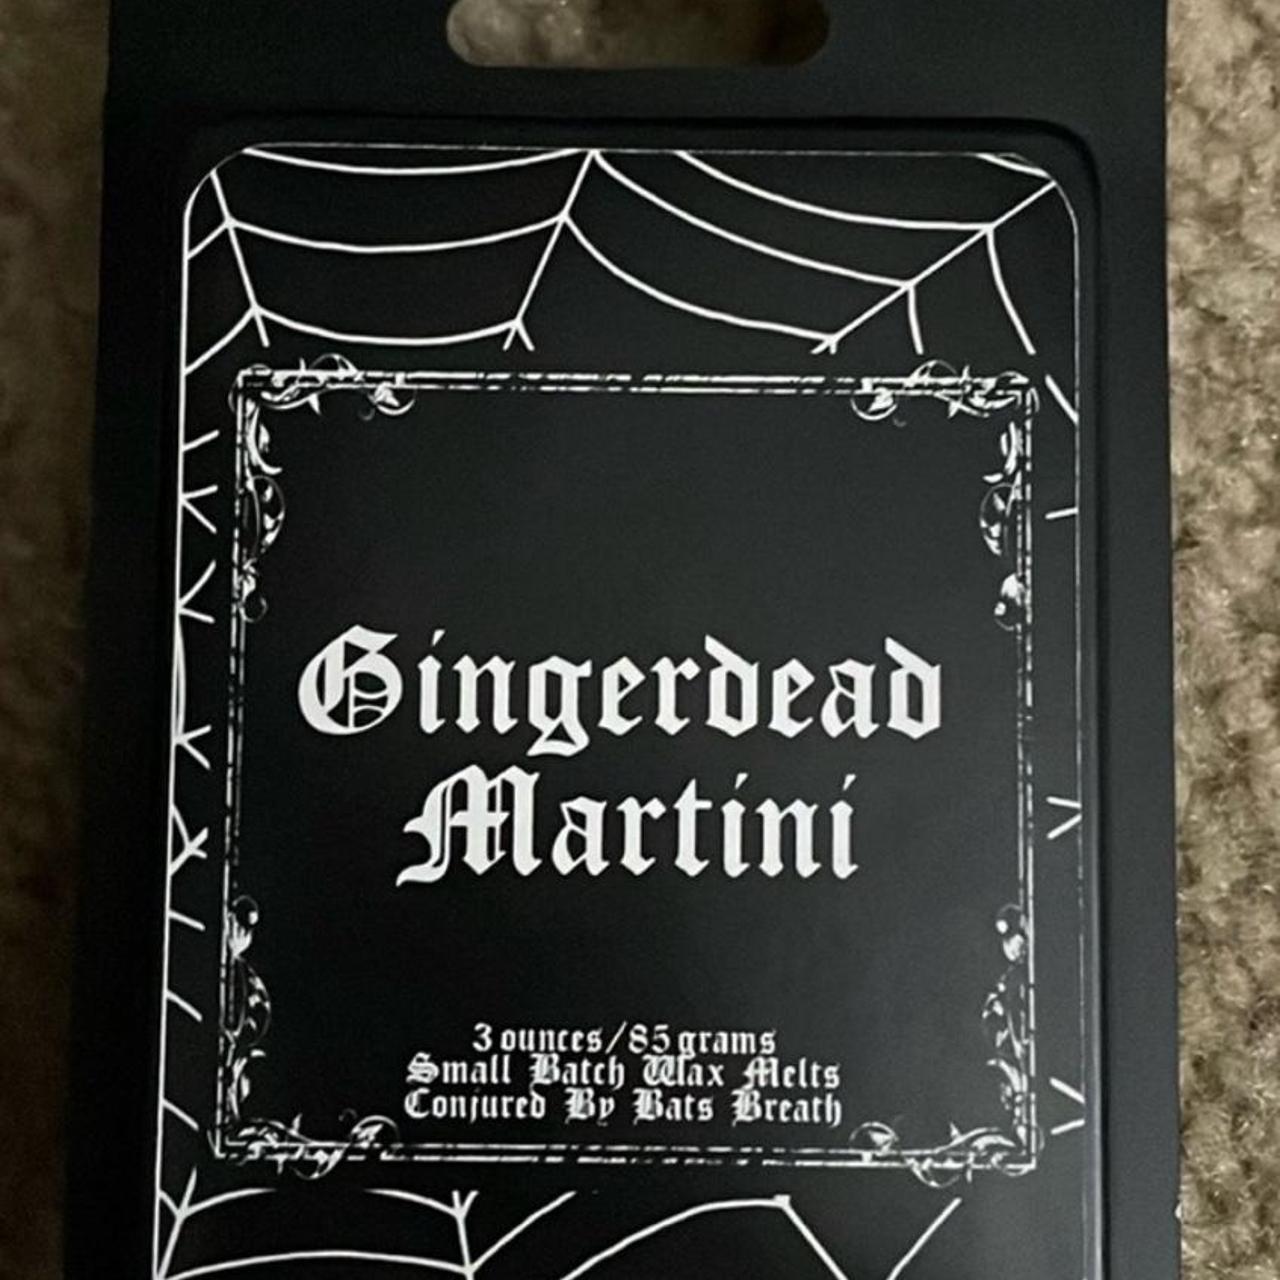 Gingerdead
Martini
3 ounces/85 grams
Small Batch Wax Melts
Conjured By Bats Breath